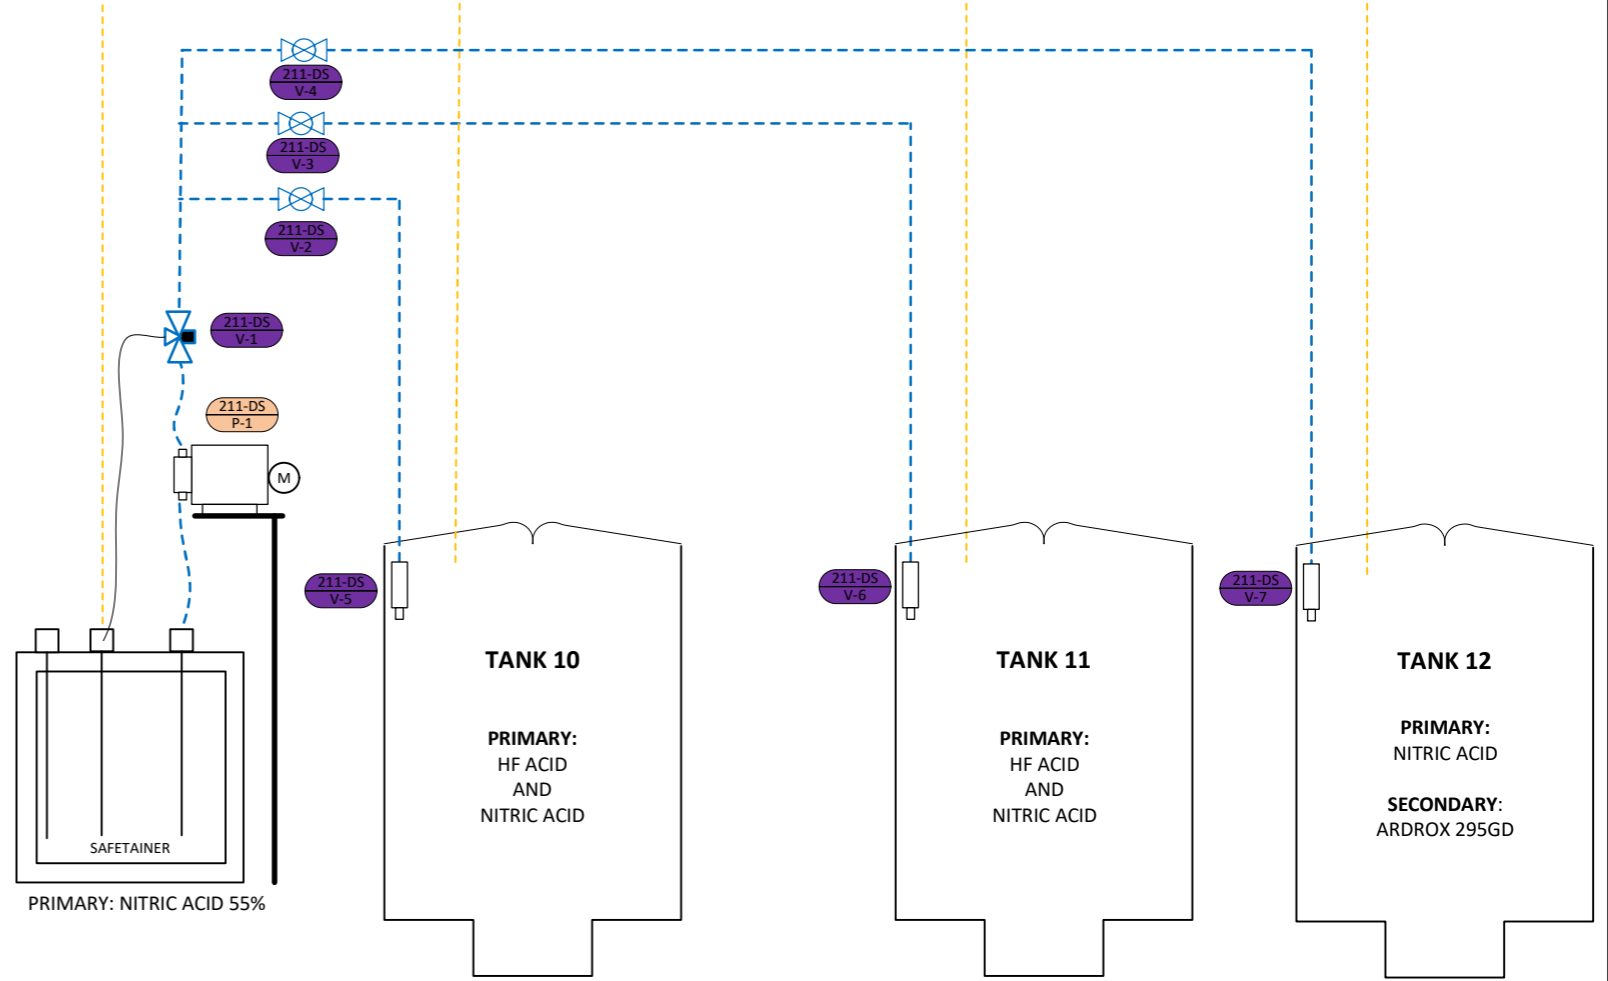 211-DS
V-4
211-DS
V-3
211-DS
V-2
211-DS
V-1
211-DS
P-1
M
211-DS
V-5
211-DS
V-6
211-DS
V-7
TANK 10
PRIMARY:
HF ACID
AND
NITRIC ACID
TANK 11
PRIMARY:
HF ACID
AND
NITRIC ACID
TANK 12
PRIMARY:
NITRIC ACID
SECONDARY:
ARDROX 295GD
SAFETAINER
PRIMARY: NITRIC ACID 55%